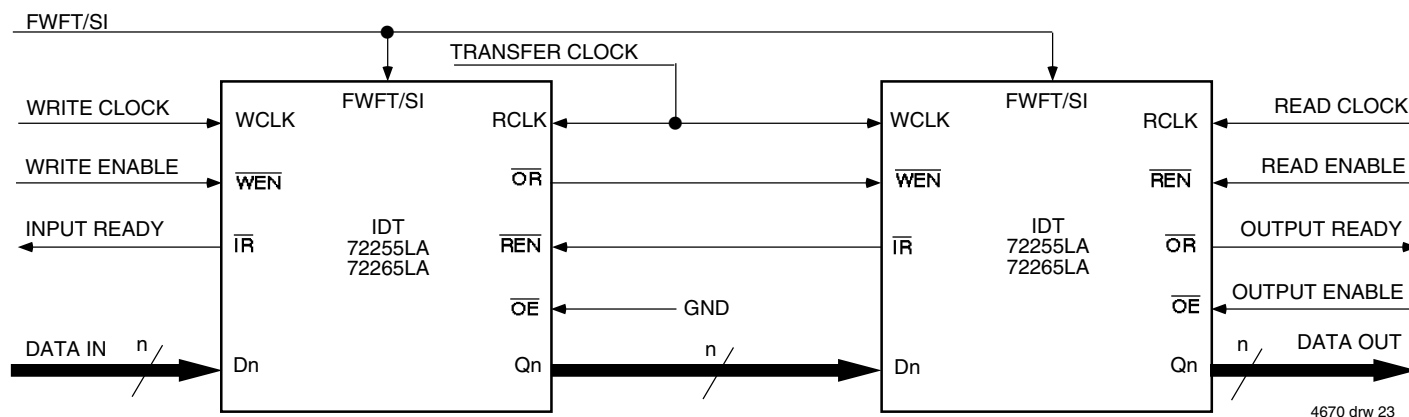 FWFT/SI
TRANSFER CLOCK
FWFT/SI
FWFT/SI
WRITE CLOCK
WCLK
RCLK
WCLK
RCLK
READ CLOCK
WRITE ENABLE
WEN
OR
WEN
REN
READ ENABLE
INPUT READY
IR
IDT
72255LA
72265LA
REN
IR
IDT
72255LA
72265LA
OR
OUTPUT READY
OE
GND
OE
OUTPUT ENABLE
DATA IN
n
Dn
Qn
n
Dn
Qn
n
DATA OUT
4670 drw 23